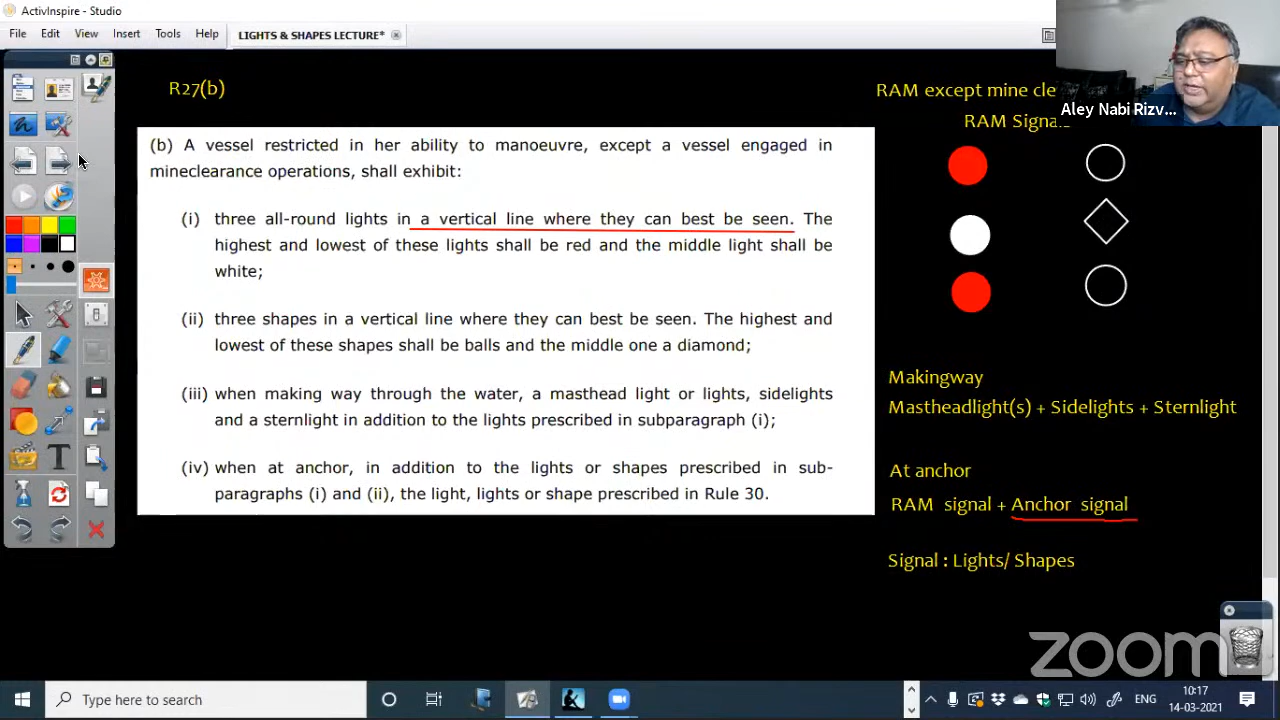 ActivInspire - Studio
File Edit View Insert Tools Help
LIGHTS & SHAPES LECTURE*
R27(b)
(b) A vessel restricted in her ability to manoeuvre, except a vessel engaged in
mineclearance operations, shall exhibit:
(i) three all-round lights in a vertical line where they can best be seen. The
highest and lowest of these lights shall be red and the middle light shall be
white;
(ii) three shapes in a vertical line where they can best be seen. The highest and
lowest of these shapes shall be balls and the middle one a diamond;
(iii) when making way through the water, a masthead light or lights, sidelights
and a sternlight in addition to the lights prescribed in subparagraph (i);
(iv) when at anchor, in addition to the lights or shapes prescribed in sub-
paragraphs (i) and (ii), the light, lights or shape prescribed in Rule 30.
RAM except mine cle
Aley Nabi Rizv...
RAM Signals
Makingway
Mastheadlight(s) + Sidelights + Sternlight
At anchor
RAM signal + Anchor signal
Signal : Lights/ Shapes
zoom
Type here to search
ENG
10:17
14-03-2021